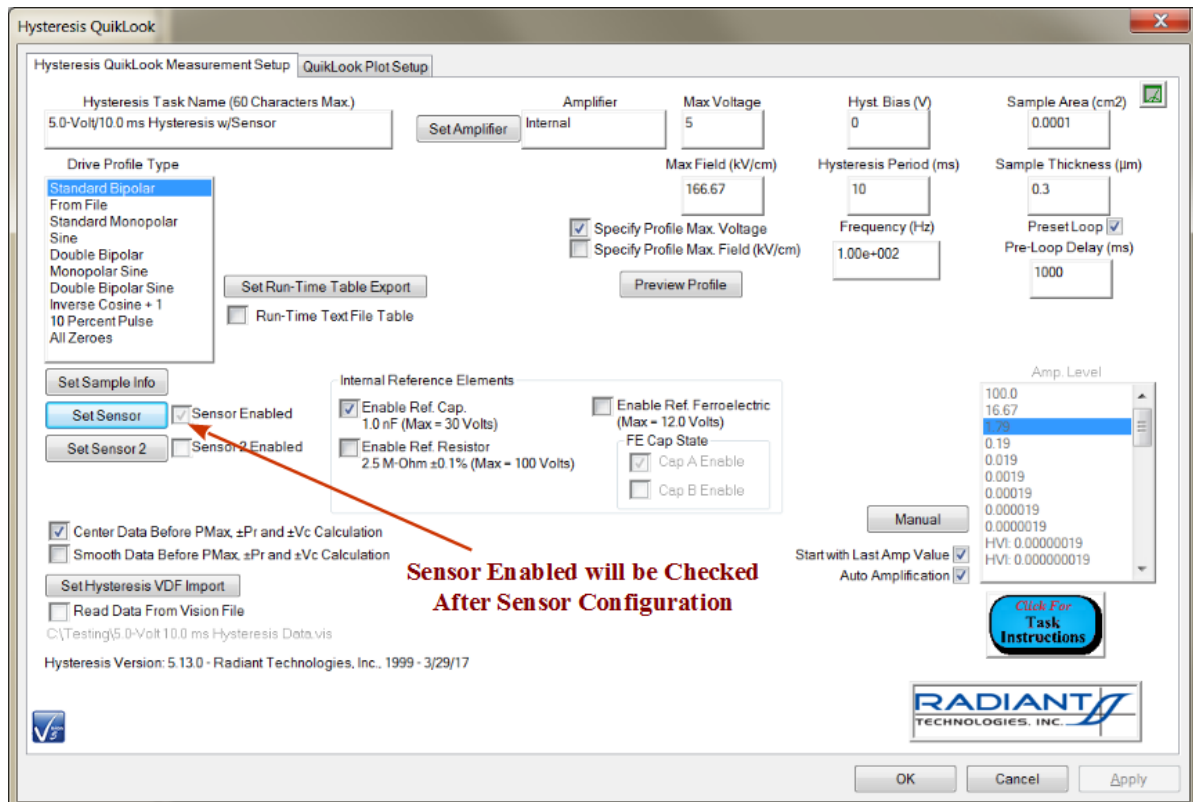 Hysteresis QuikLook
Hysteresis QuikLook Measurement Setup
QuikLook Plot Setup
Hysteresis Task Name (60 Characters Max.)
5.0-Volt/10.0 ms Hysteresis w/Sensor
Set Amplifier
Amplifier
Internal
Max Voltage
5
Hyst. Bias (V)
0
Sample Area (cm2)
0.0001
Drive Profile Type
Standard Bipolar
From File
Standard Monopolar
Sine
Double Bipolar
Monopolar Sine
Double Bipolar Sine
Inverse Cosine + 1
10 Percent Pulse
All Zeroes
Max Field (kV/cm)
166.67
Hysteresis Period (ms)
10
Sample Thickness (µm)
0.3
Specify Profile Max. Voltage
Specify Profile Max. Field (kV/cm)
Frequency (Hz)
1.00e+002
Preset Loop
Pre-Loop Delay (ms)
1000
Set Run-Time Table Export
Run-Time Text File Table
Preview Profile
Set Sample Info
Set Sensor
Sensor Enabled
Set Sensor 2
Sensor 2 Enabled
Internal Reference Elements
Enable Ref. Cap.
1.0 nF (Max = 30 Volts)
Enable Ref. Resistor
2.5 M-Ohm ±0.1% (Max = 100 Volts)
Enable Ref. Ferroelectric
(Max = 12.0 Volts)
FE Cap State
Cap A Enable
Cap B Enable
Amp. Level
100.0
16.67
1.79
0.19
0.019
0.0019
0.00019
0.000019
0.0000019
HVI: 0.00000019
HVI: 0.000000019
Manual
Start with Last Amp Value
Auto Amplification
Center Data Before PMax, ±Pr and ±Vc Calculation
Smooth Data Before PMax, ±Pr and ±Vc Calculation
Set Hysteresis VDF Import
Read Data From Vision File
C:\Testing\5.0-Volt 10.0 ms Hysteresis Data.vis
Sensor Enabled will be Checked
After Sensor Configuration
Click For
Task
Instructions
Hysteresis Version: 5.13.0 - Radiant Technologies, Inc., 1999 - 3/29/17
RADIANT
TECHNOLOGIES, INC.
OK
Cancel
Apply